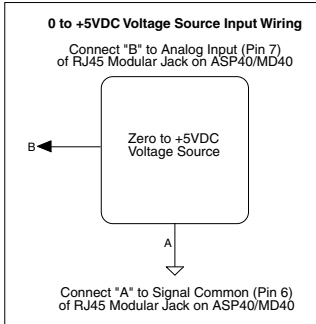 0 to +5VDC Voltage Source Input Wiring
Connect "B" to Analog Input (Pin 7)
of RJ45 Modular Jack on ASP40/MD40
Zero to +5VDC
Voltage Source
B
A
Connect "A" to Signal Common (Pin 6)
of RJ45 Modular Jack on ASP40/MD40